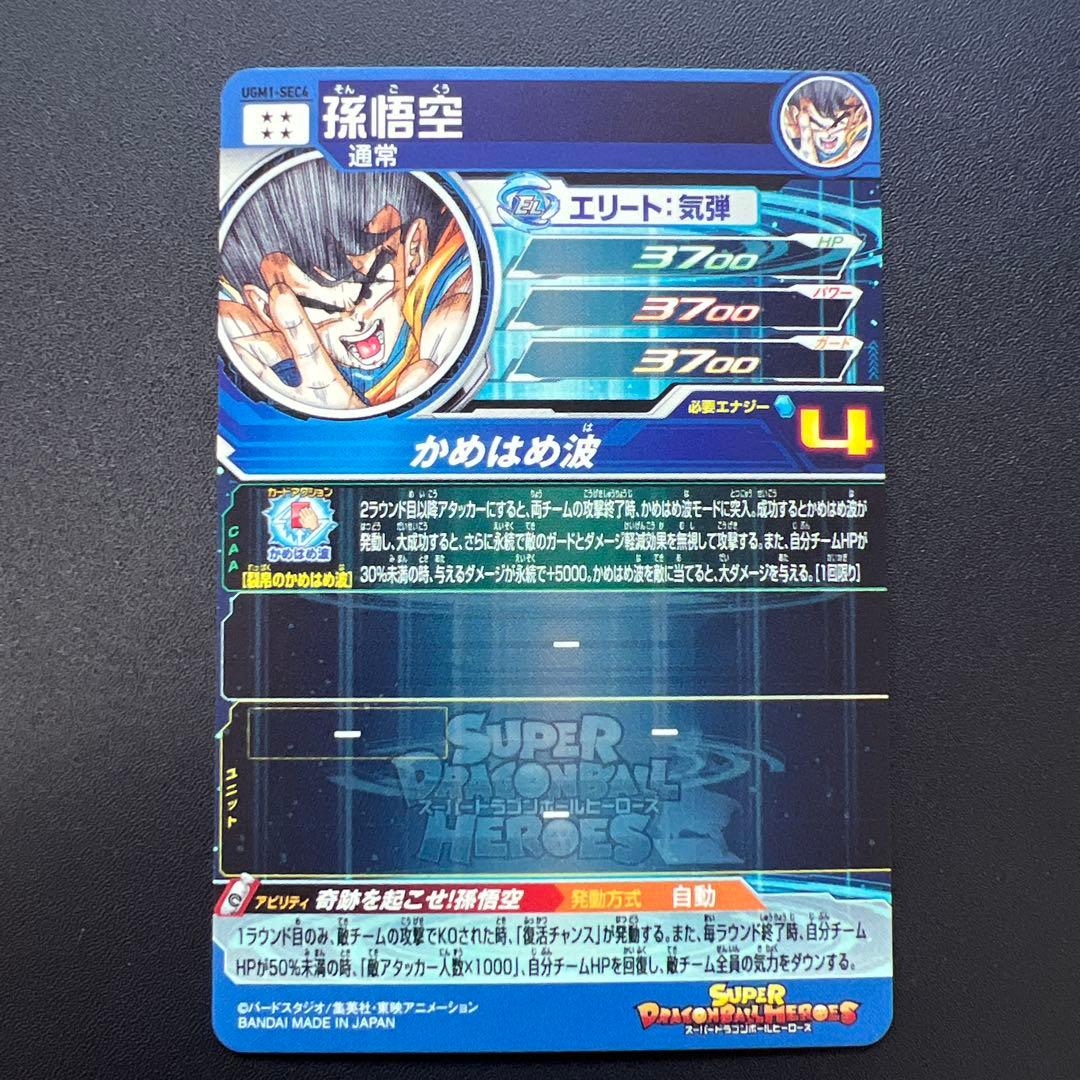 UGM1-SEC4
孫悟空
そんごくう
通常
EL エリート:気弾
HP
3700
パワー
3700
ガード
3700
必要エナジー 4
かめはめ波
は
CAA
カードアクション
かめはめ波
[裂帛のかめはめ波]
2ラウンド目以降アタッカーにすると、両チームの攻撃終了時、かめはめ波モードに突入。成功するとかめはめ波が
発動し、大成功すると、さらに永続で敵のガードとダメージ軽減効果を無視して攻撃する。また、自分チームHPが
30%未満の時、与えるダメージが永続で+5000。かめはめ波を敵に当てると、大ダメージを与える。[1回限り]
-
ユニット
- -
-
SUPER
DRAGONBALL
スーパードラゴンボールヒーローズ
HEROES
アビリティ 奇跡を起こせ!孫悟空 発動方式 自動
1ラウンド目のみ、敵チームの攻撃でKOされた時、「復活チャンス」が発動する。また、毎ラウンド終了時、自分チーム
HPが50%未満の時、「敵アタッカー人数×1000」、自分チームHPを回復し、敵チーム全員の気力をダウンする。
©バードスタジオ/集英社・東映アニメーション
BANDAI MADE IN JAPAN
SUPER
DRAGONBALL HEROES
スーパードラゴンボールヒーローズ